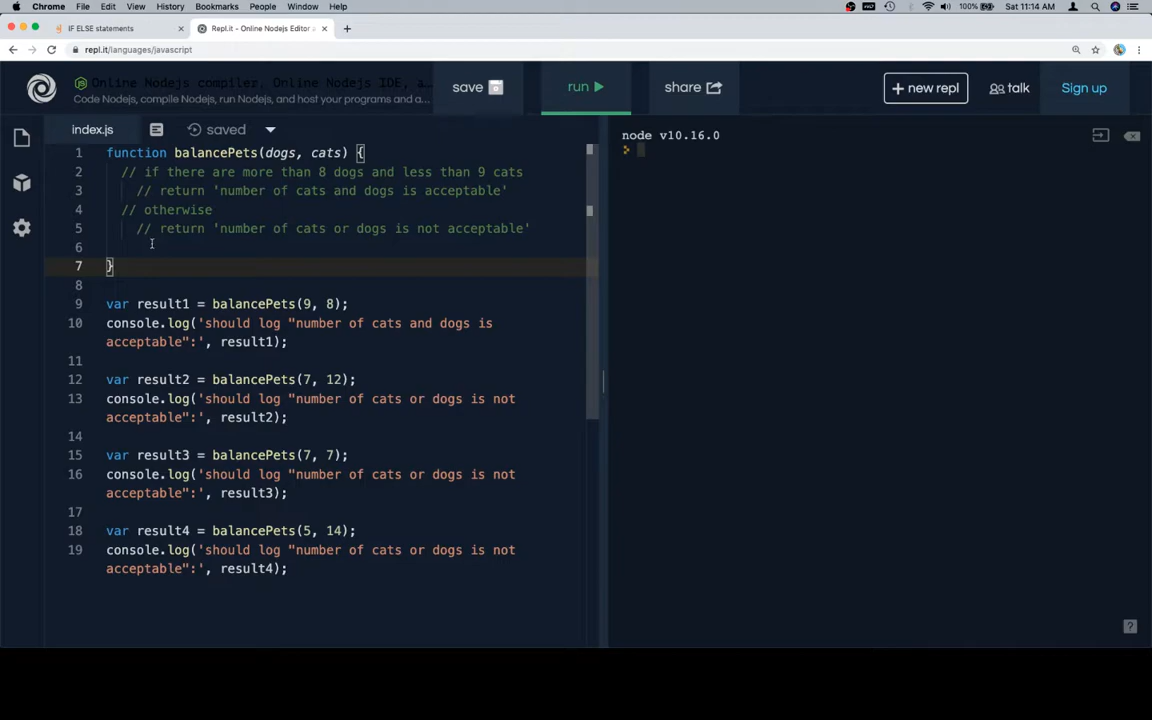 Chrome File Edit View History Bookmarks People Window Help 100% Sat 11:14 AM
IF ELSE statements × Repl.it - Online Nodejs Editor a × +
repl.it/languages/javascript
Online Nodejs compiler, Online Nodejs IDE, a...
Code Nodejs, compile Nodejs, run Nodejs, and host your programs and a...
save run share + new repl talk Sign up
index.js saved
node v10.16.0
1 function balancePets(dogs, cats) {
2 // if there are more than 8 dogs and less than 9 cats
3 // return 'number of cats and dogs is acceptable'
4 // otherwise
5 // return 'number of cats or dogs is not acceptable'
6
7 }
8
9 var result1 = balancePets(9, 8);
10 console.log('should log "number of cats and dogs is
acceptable":', result1);
11
12 var result2 = balancePets(7, 12);
13 console.log('should log "number of cats or dogs is not
acceptable":', result2);
14
15 var result3 = balancePets(7, 7);
16 console.log('should log "number of cats or dogs is not
acceptable":', result3);
17
18 var result4 = balancePets(5, 14);
19 console.log('should log "number of cats or dogs is not
acceptable":', result4);
?